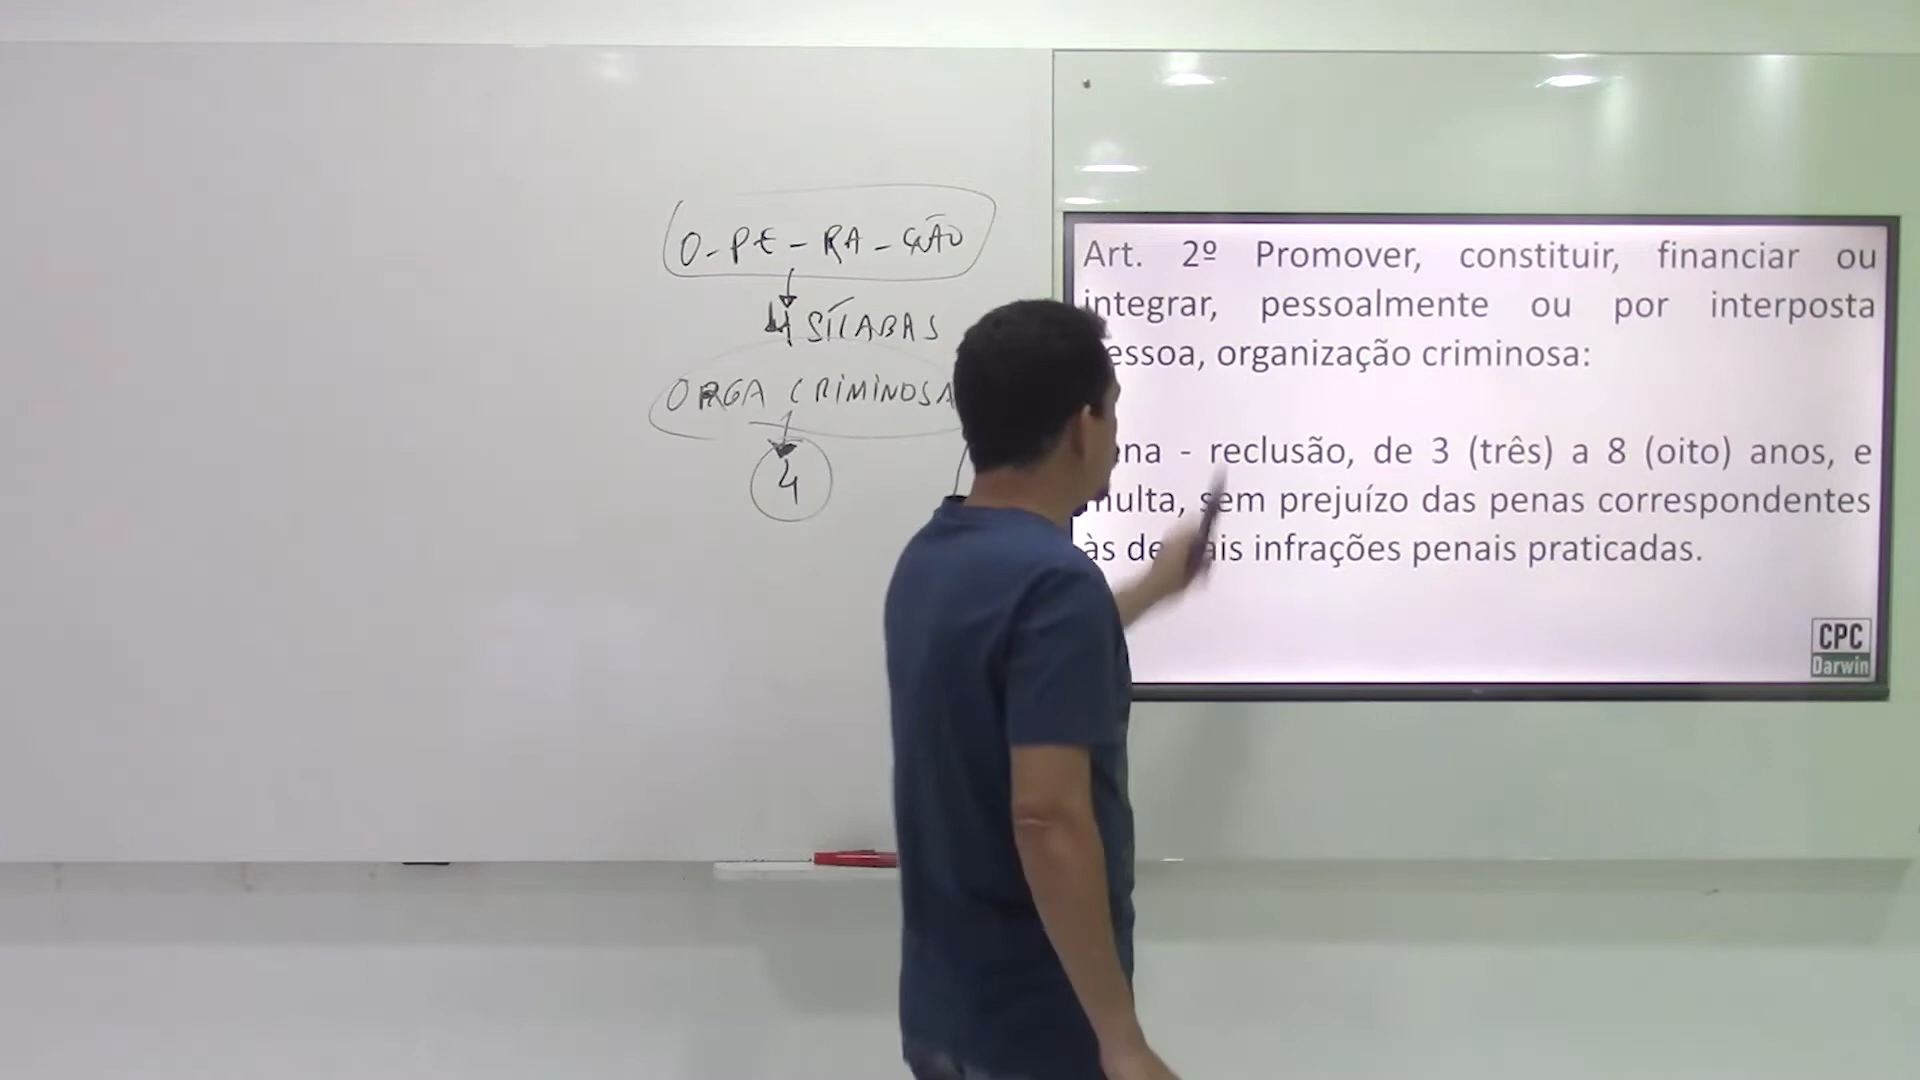 O-PE-RA-ÇÃO
4 SÍLABAS
ORGA CRIMINOSA
4
Art. 2º Promover, constituir, financiar ou
integrar, pessoalmente ou por interposta
essoa, organização criminosa:
ena - reclusão, de 3 (três) a 8 (oito) anos, e
multa, sem prejuízo das penas correspondentes
às de ais infrações penais praticadas.
CPC
Darwin